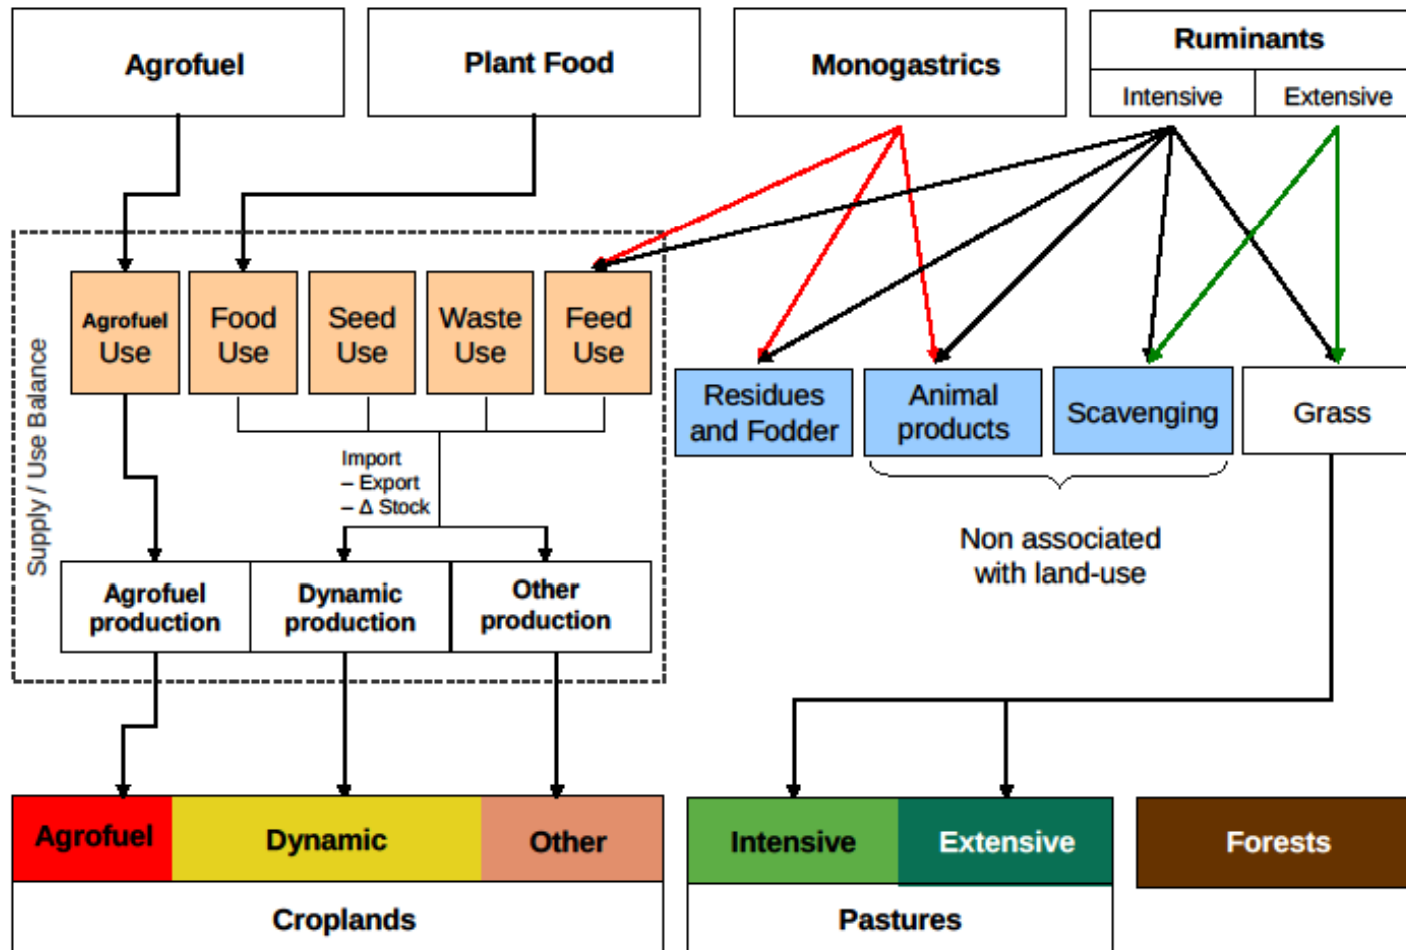 Agrofuel
Plant Food
Monogastrics
Ruminants
Intensive
Extensive
Supply / Use Balance
Agrofuel
Use
Food
Use
Seed
Use
Waste
Use
Feed
Use
Residues
and Fodder
Animal
products
Scavenging
Grass
Import
– Export
– Δ Stock
Non associated
with land-use
Agrofuel
production
Dynamic
production
Other
production
Agrofuel
Dynamic
Other
Croplands
Intensive
Extensive
Pastures
Forests